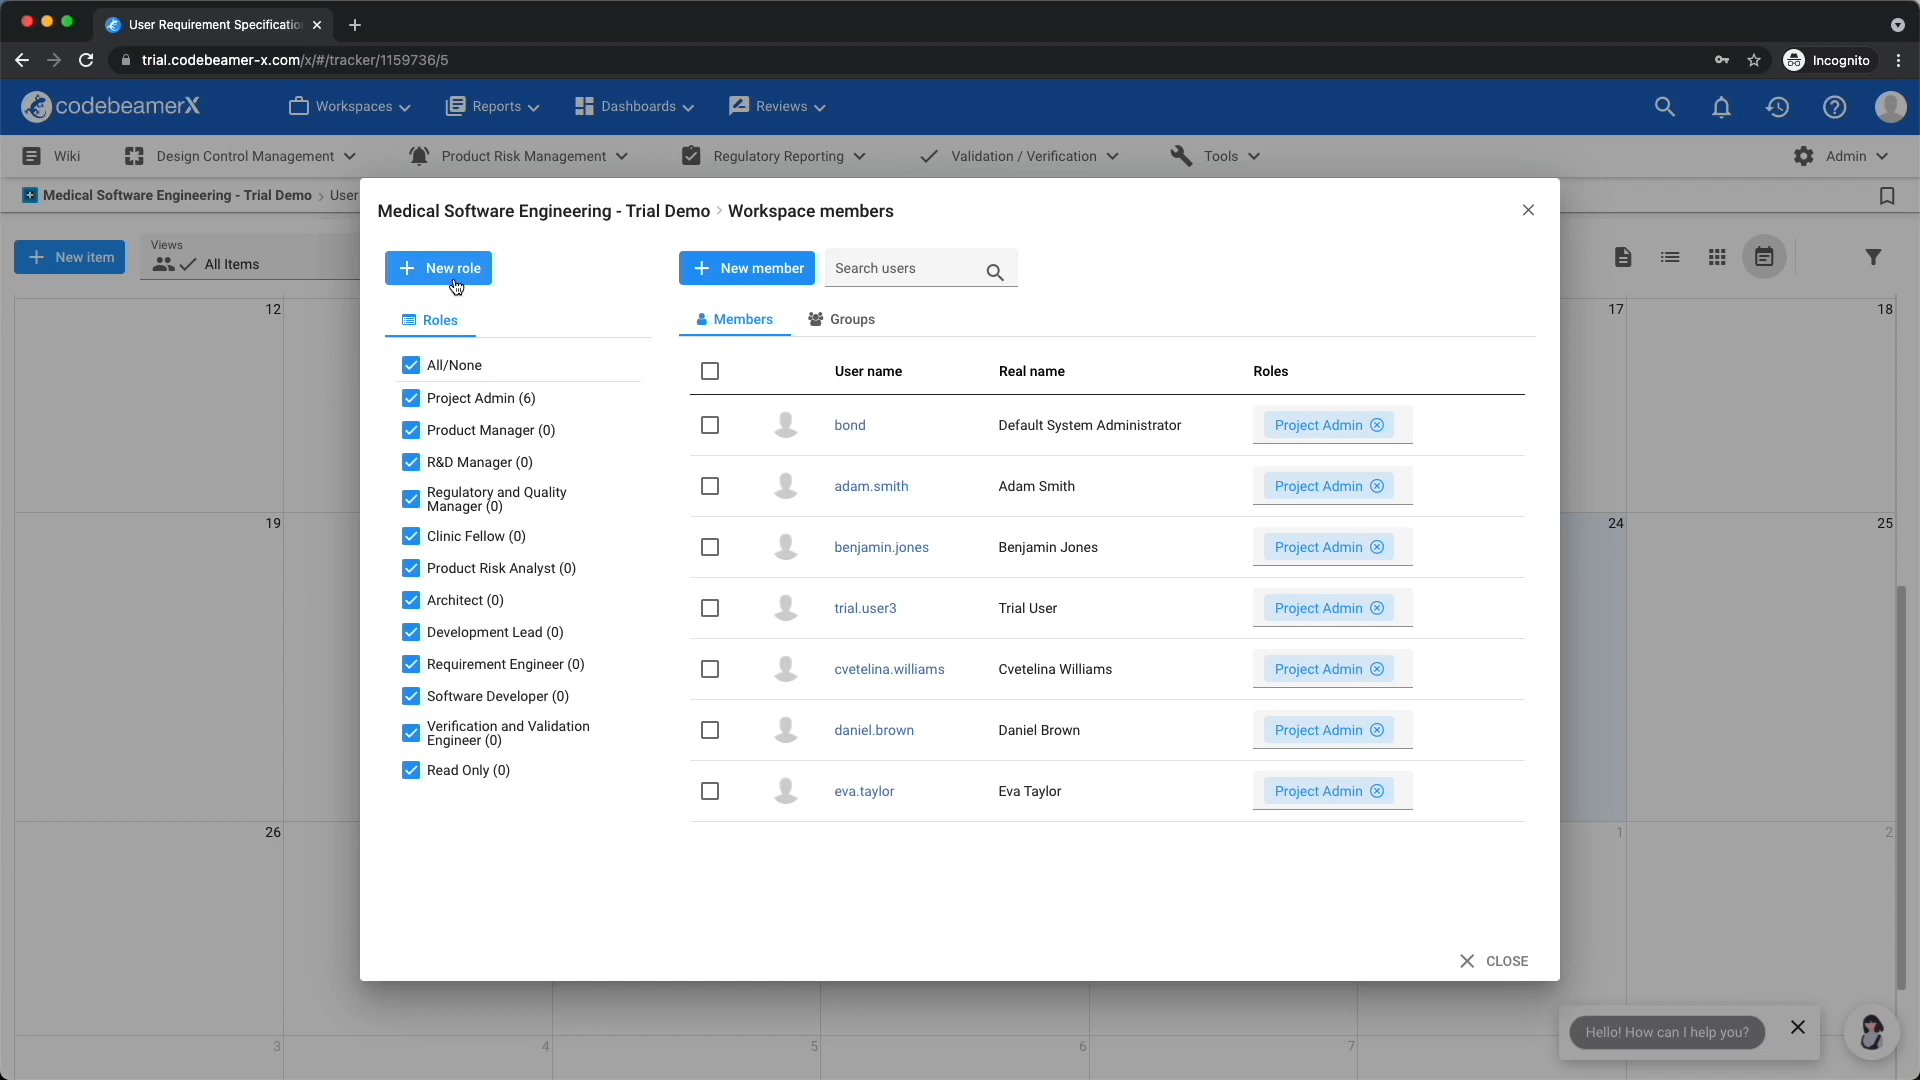 User Requirement Specificatio
trial.codebeamer-x.com/x/#/tracker/1159736/5
Incognito
codebeamerX
Workspaces
Reports
Dashboards
Reviews
Wiki
Design Control Management
Product Risk Management
Regulatory Reporting
Validation / Verification
Tools
Admin
Medical Software Engineering - Trial Demo > User
Medical Software Engineering - Trial Demo > Workspace members
New item
Views
All Items
New role
New member
Search users
Roles
Members
Groups
All/None
Project Admin (6)
Product Manager (0)
R&D Manager (0)
Regulatory and Quality
Manager (0)
Clinic Fellow (0)
Product Risk Analyst (0)
Architect (0)
Development Lead (0)
Requirement Engineer (0)
Software Developer (0)
Verification and Validation
Engineer (0)
Read Only (0)
User name Real name Roles
bond Default System Administrator Project Admin
adam.smith Adam Smith Project Admin
benjamin.jones Benjamin Jones Project Admin
trial.user3 Trial User Project Admin
cvetelina.williams Cvetelina Williams Project Admin
daniel.brown Daniel Brown Project Admin
eva.taylor Eva Taylor Project Admin
CLOSE
12
17
18
19
24
25
26
1
2
3
4
5
6
7
Hello! How can I help you?